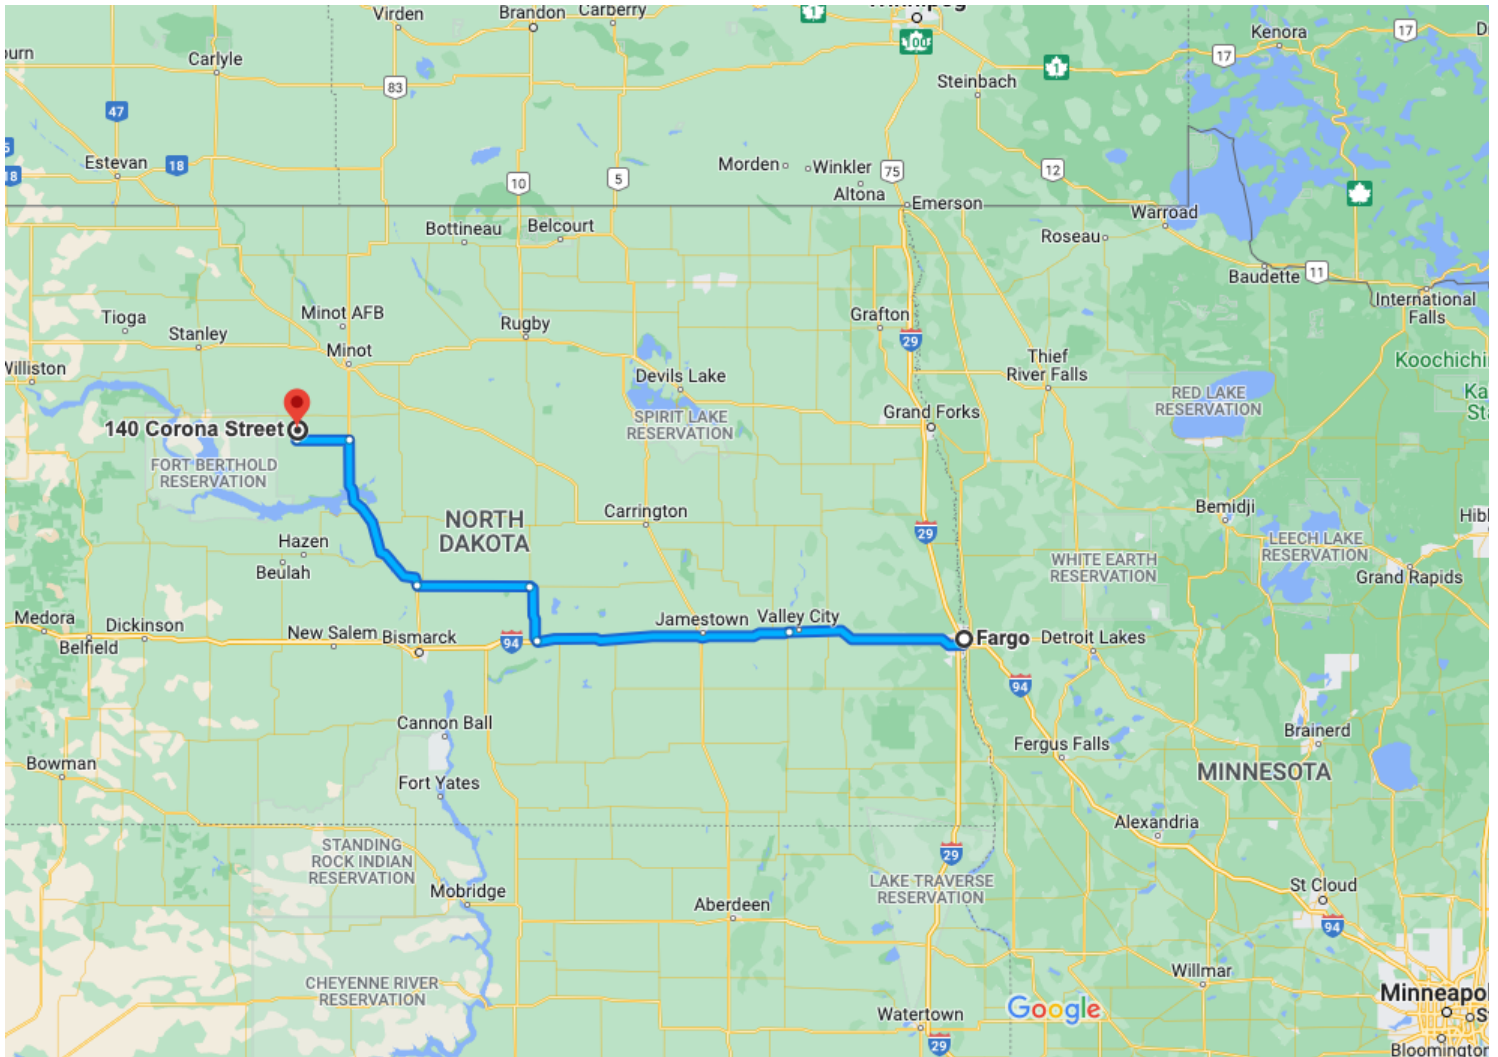 Virden
Brandon
Carberry
1
Winnipeg
100
17
Kenora
17
Carlyle
83
Steinbach
1
47
Estevan
18
18
10
5
Morden
Winkler
75
Altona
12
Emerson
Warroad
Roseau
Bottineau
Belcourt
Baudette
11
International
Falls
Tioga
Stanley
Minot AFB
Minot
Rugby
Grafton
29
Thief
River Falls
Williston
Devils Lake
SPIRIT LAKE
RESERVATION
Grand Forks
RED LAKE
RESERVATION
140 Corona Street
FORT BERTHOLD
RESERVATION
NORTH
DAKOTA
Carrington
29
Bemidji
Hazen
Beulah
WHITE EARTH
RESERVATION
LEECH LAKE
RESERVATION
Grand Rapids
Medora
Belfield
Dickinson
New Salem
Bismarck
94
Jamestown
Valley City
Fargo
Detroit Lakes
94
Cannon Ball
Fergus Falls
Brainerd
MINNESOTA
Bowman
Fort Yates
Alexandria
29
STANDING
ROCK INDIAN
RESERVATION
Mobridge
Aberdeen
LAKE TRAVERSE
RESERVATION
St Cloud
94
CHEYENNE RIVER
RESERVATION
Willmar
Minneapol
Google
Watertown
29
Bloomington